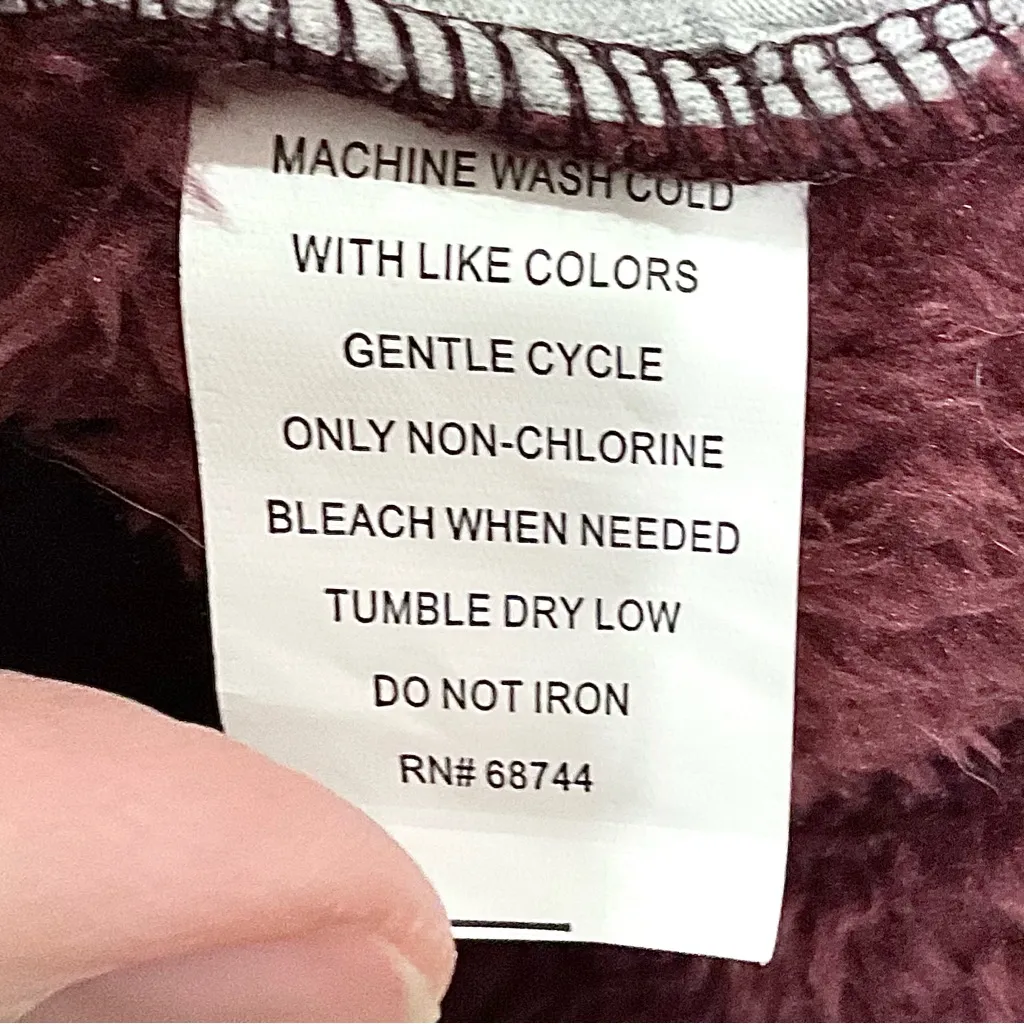 MACHINE WASH COLD
WITH LIKE COLORS
GENTLE CYCLE
ONLY NON-CHLORINE
BLEACH WHEN NEEDED
TUMBLE DRY LOW
DO NOT IRON
RN# 68744